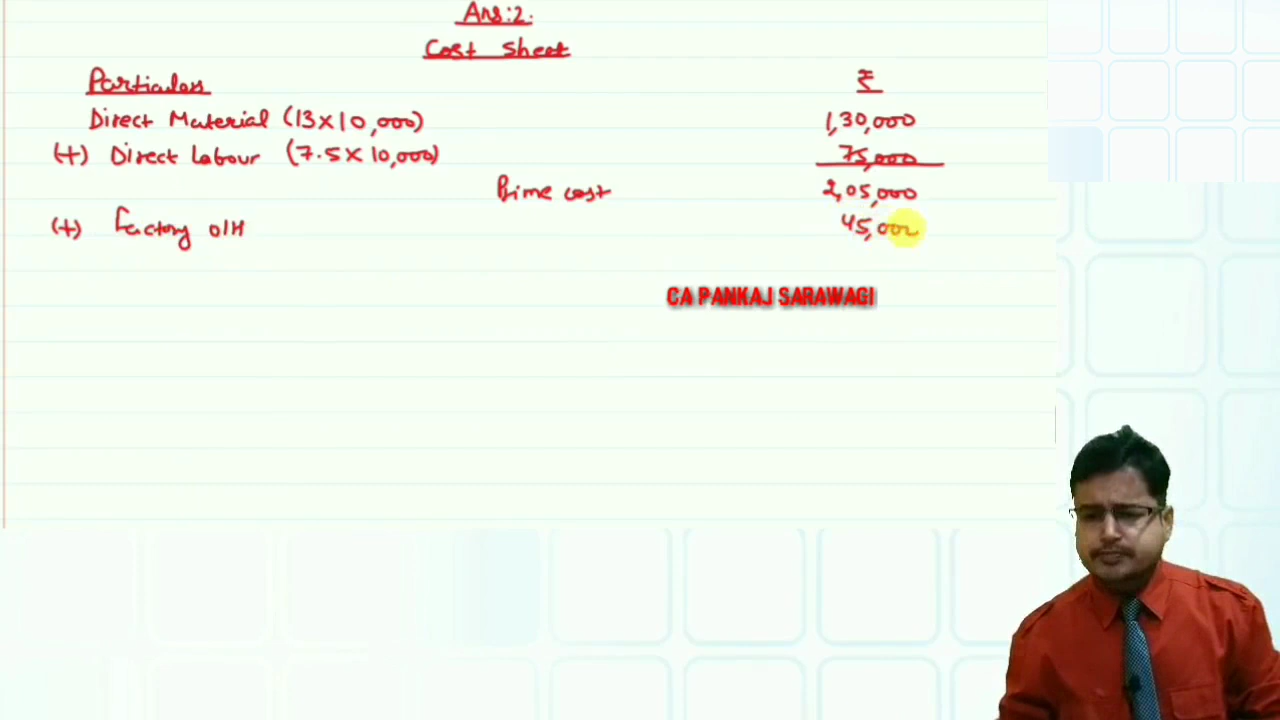 Ans:2.
Cost Sheet
Particulars ₹
Direct Material (13×10,000) 1,30,000
(+) Direct Labour (7.5×10,000) 75,000
Prime cost 2,05,000
(+) Factory O/H 45,000
CA PANKAJ SARAWAGI